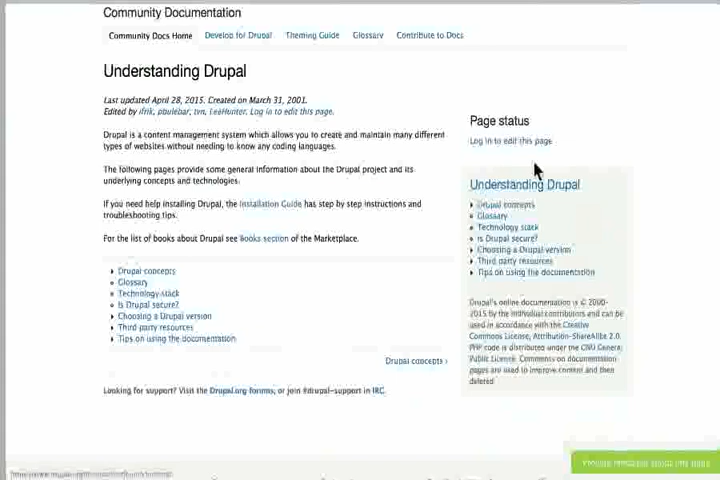 Community Documentation
Community Docs Home Develop for Drupal Theming Guide Glossary Contribute to Docs
Understanding Drupal
Last updated April 28, 2015. Created on March 31, 2001.
Edited by ifrik, pbulebar, tvn, LeeHunter. Log in to edit this page.
Drupal is a content management system which allows you to create and maintain many different
types of websites without needing to know any coding languages.
The following pages provide some general information about the Drupal project and its
underlying concepts and technologies.
If you need help installing Drupal, the Installation Guide has step by step instructions and
troubleshooting tips.
For the list of books about Drupal see Books section of the Marketplace.
Drupal concepts
Glossary
Technology stack
Is Drupal secure?
Choosing a Drupal version
Third party resources
Tips on using the documentation
Drupal concepts ›
Looking for support? Visit the Drupal.org forums, or join #drupal-support in IRC.
Page status
Log in to edit this page
Understanding Drupal
Drupal concepts
Glossary
Technology stack
Is Drupal secure?
Choosing a Drupal version
Third party resources
Tips on using the documentation
Drupal's online documentation is © 2000-
2015 by the individual contributors and can be
used in accordance with the Creative
Commons License, Attribution-ShareAlike 2.0.
PHP code is distributed under the GNU General
Public License. Comments on documentation
pages are used to improve content and then
deleted.